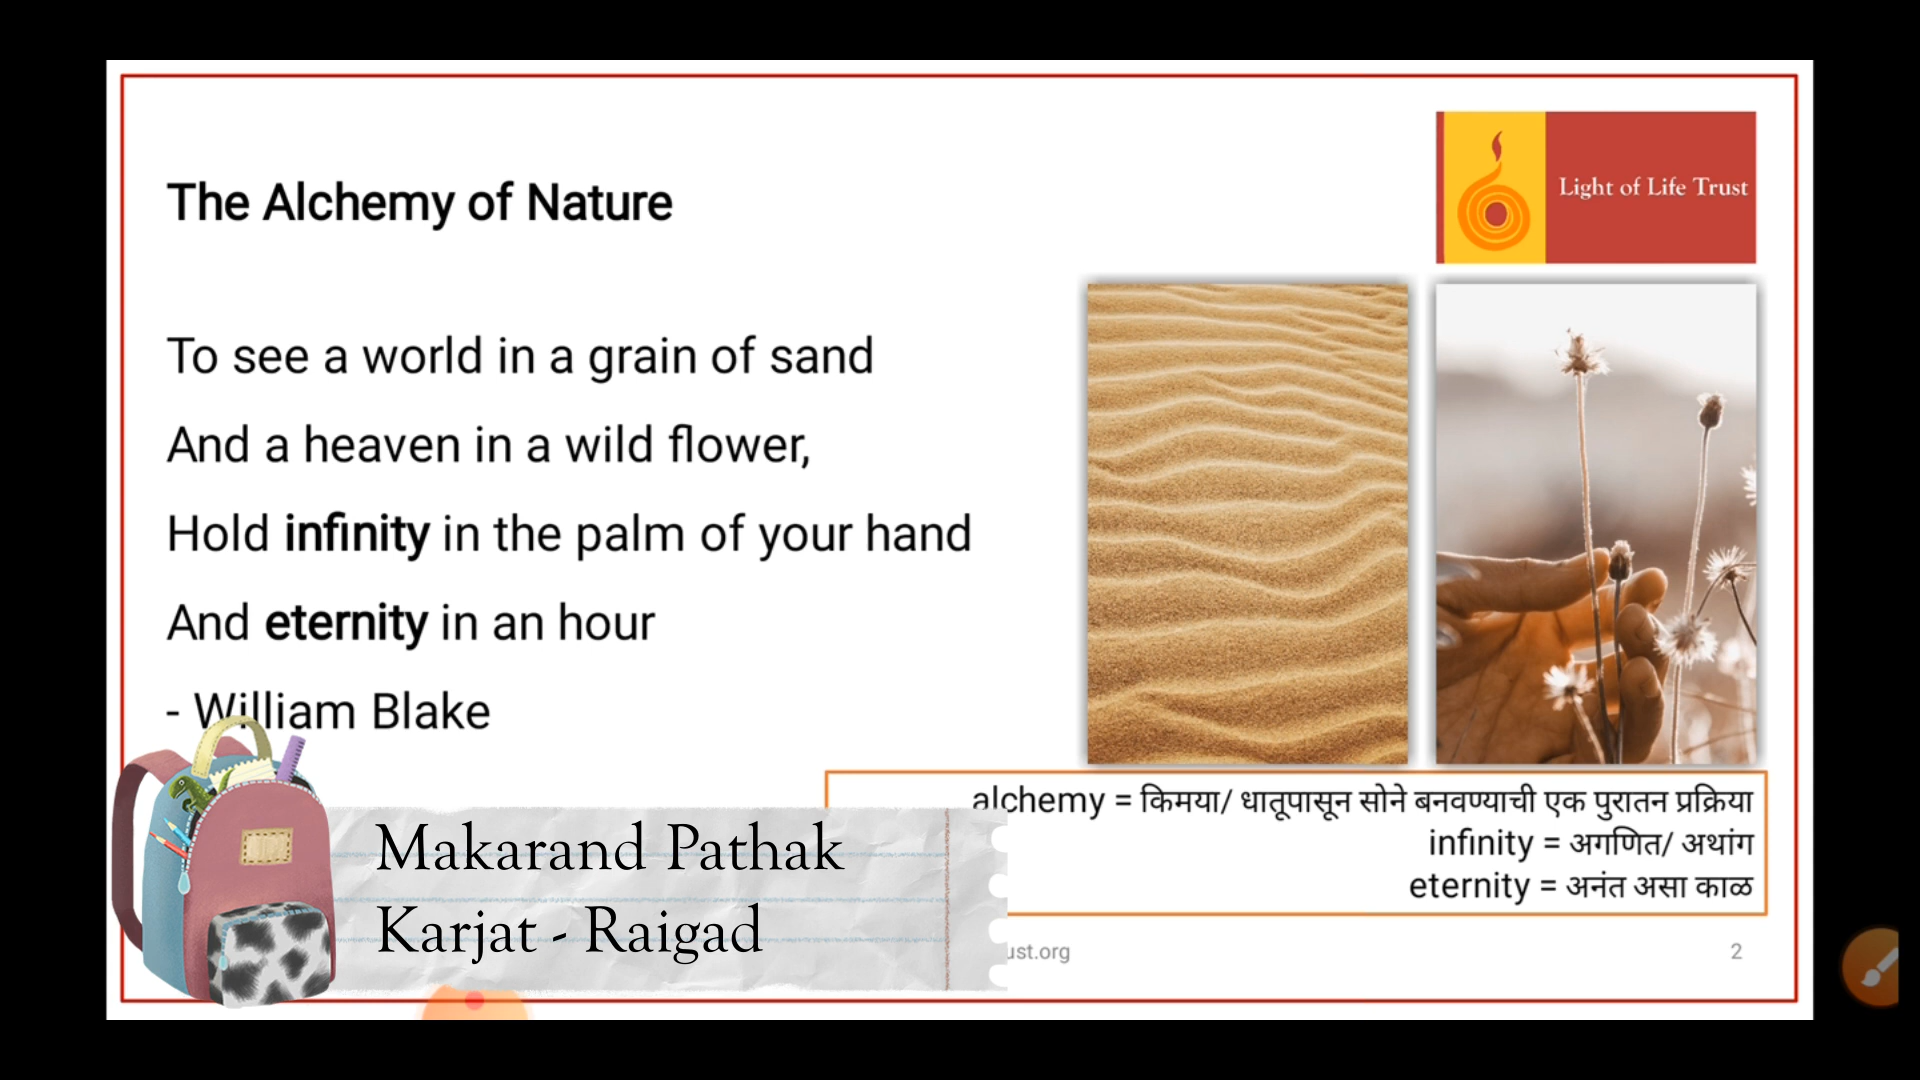 The Alchemy of Nature
Light of Life Trust
To see a world in a grain of sand
And a heaven in a wild flower,
Hold infinity in the palm of your hand
And eternity in an hour
- William Blake
alchemy = किमया/ धातूपासून सोने बनवण्याची एक पुरातन प्रक्रिया
infinity = अगणित/ अथांग
eternity = अनंत असा काळ
Makarand Pathak
Karjat - Raigad
ust.org
2